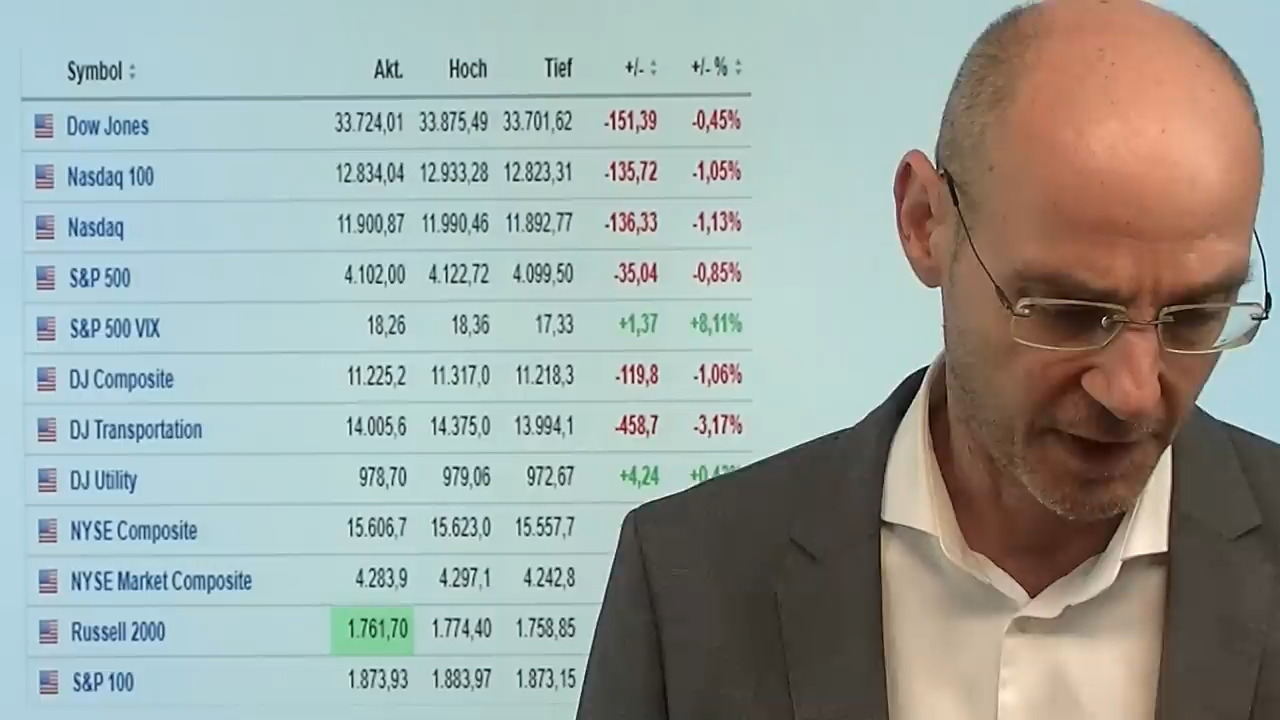 Symbol Akt. Hoch Tief +/- +/- %
Dow Jones 33.724,01 33.875,49 33.701,62 -151,39 -0,45%
Nasdaq 100 12.834,04 12.933,28 12.823,31 -135,72 -1,05%
Nasdaq 11.900,87 11.990,46 11.892,77 -136,33 -1,13%
S&P 500 4.102,00 4.122,72 4.099,50 -35,04 -0,85%
S&P 500 VIX 18,26 18,36 17,33 +1,37 +8,11%
DJ Composite 11.225,2 11.317,0 11.218,3 -119,8 -1,06%
DJ Transportation 14.005,6 14.375,0 13.994,1 -458,7 -3,17%
DJ Utility 978,70 979,06 972,67 +4,24
NYSE Composite 15.606,7 15.623,0 15.557,7
NYSE Market Composite 4.283,9 4.297,1 4.242,8
Russell 2000 1.761,70 1.774,40 1.758,85
S&P 100 1.873,93 1.883,97 1.873,15